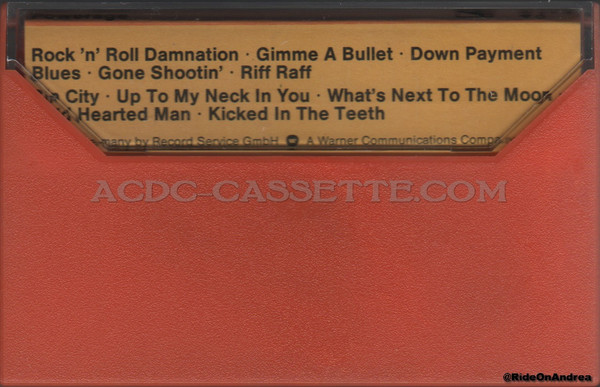 Rock 'n' Roll Damnation · Gimme A Bullet · Down Payment
Blues · Gone Shootin' · Riff Raff
City · Up To My Neck In You · What's Next To The Moon ·
Hearted Man · Kicked In The Teeth
by Record Service GmbH A Warner Communications
ACDC-CASSETTE.COM
@RideOnAndrea